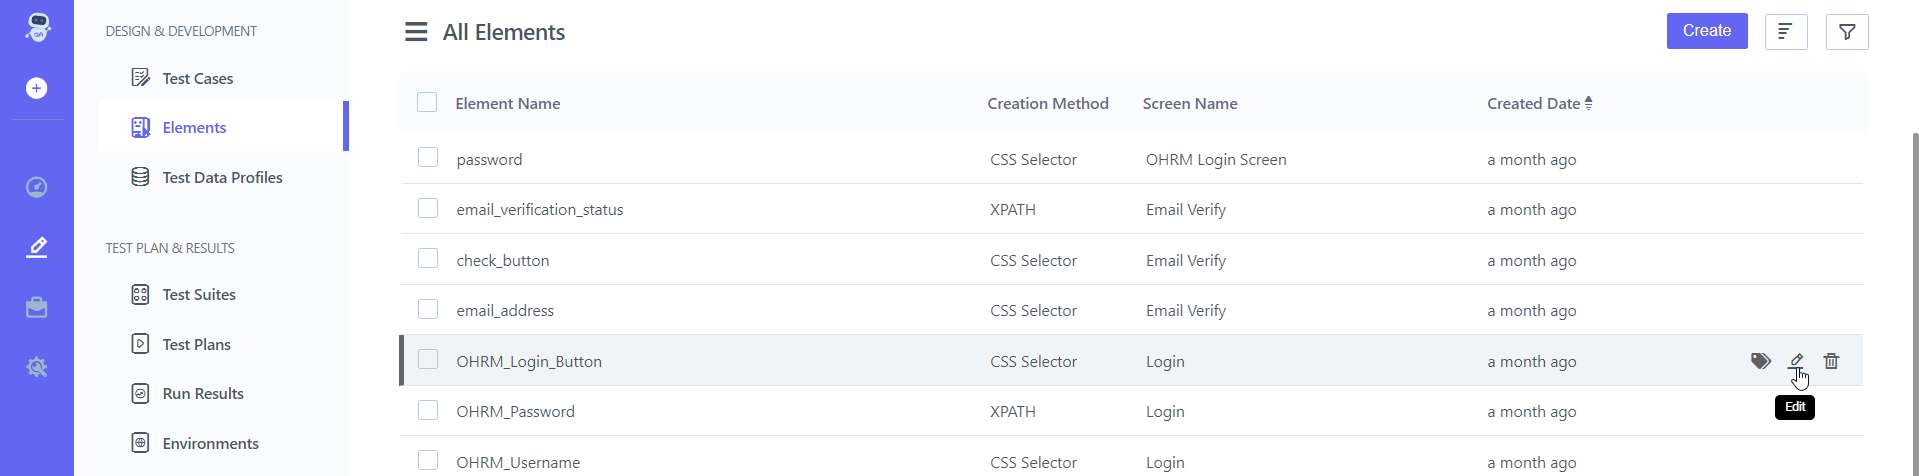 QA
DESIGN & DEVELOPMENT
Test Cases
Elements
Test Data Profiles
TEST PLAN & RESULTS
Test Suites
Test Plans
Run Results
Environments
All Elements
Create
Element Name Creation Method Screen Name Created Date
password CSS Selector OHRM Login Screen a month ago
email_verification_status XPATH Email Verify a month ago
check_button CSS Selector Email Verify a month ago
email_address CSS Selector Email Verify a month ago
OHRM_Login_Button CSS Selector Login a month ago
Edit
OHRM_Password XPATH Login a month ago
OHRM_Username CSS Selector Login a month ago